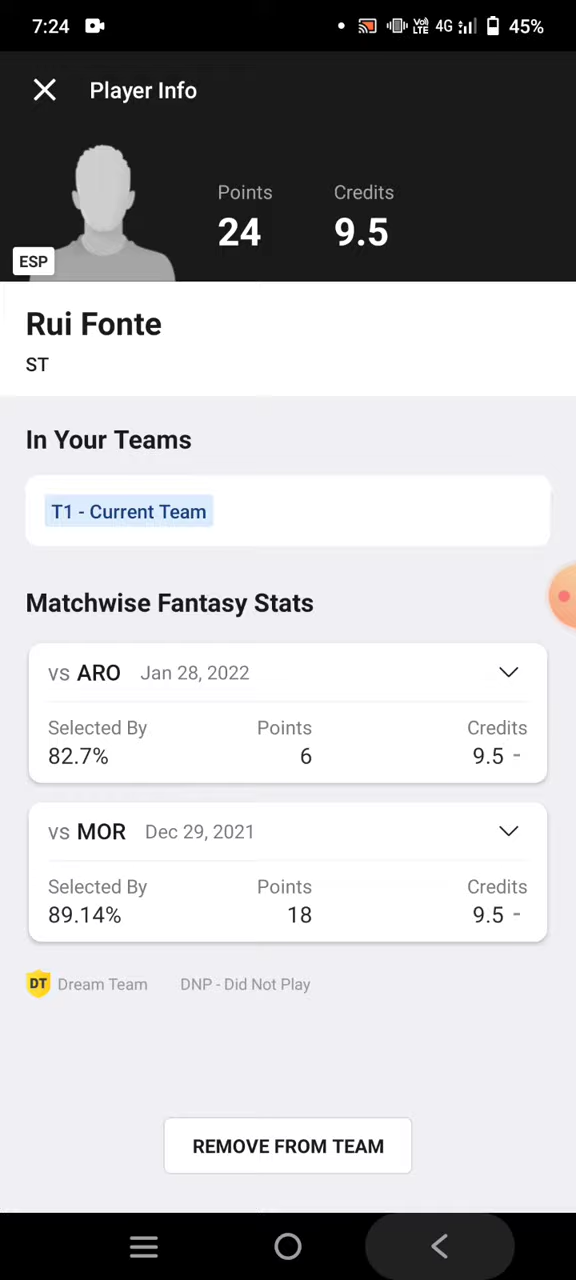 7:24 Vo) LTE 4G 45%
Player Info
Points Credits
24 9.5
ESP
Rui Fonte
ST
In Your Teams
T1 - Current Team
Matchwise Fantasy Stats
vs ARO Jan 28, 2022
Selected By Points Credits
82.7% 6 9.5 -
vs MOR Dec 29, 2021
Selected By Points Credits
89.14% 18 9.5 -
DT Dream Team DNP - Did Not Play
REMOVE FROM TEAM